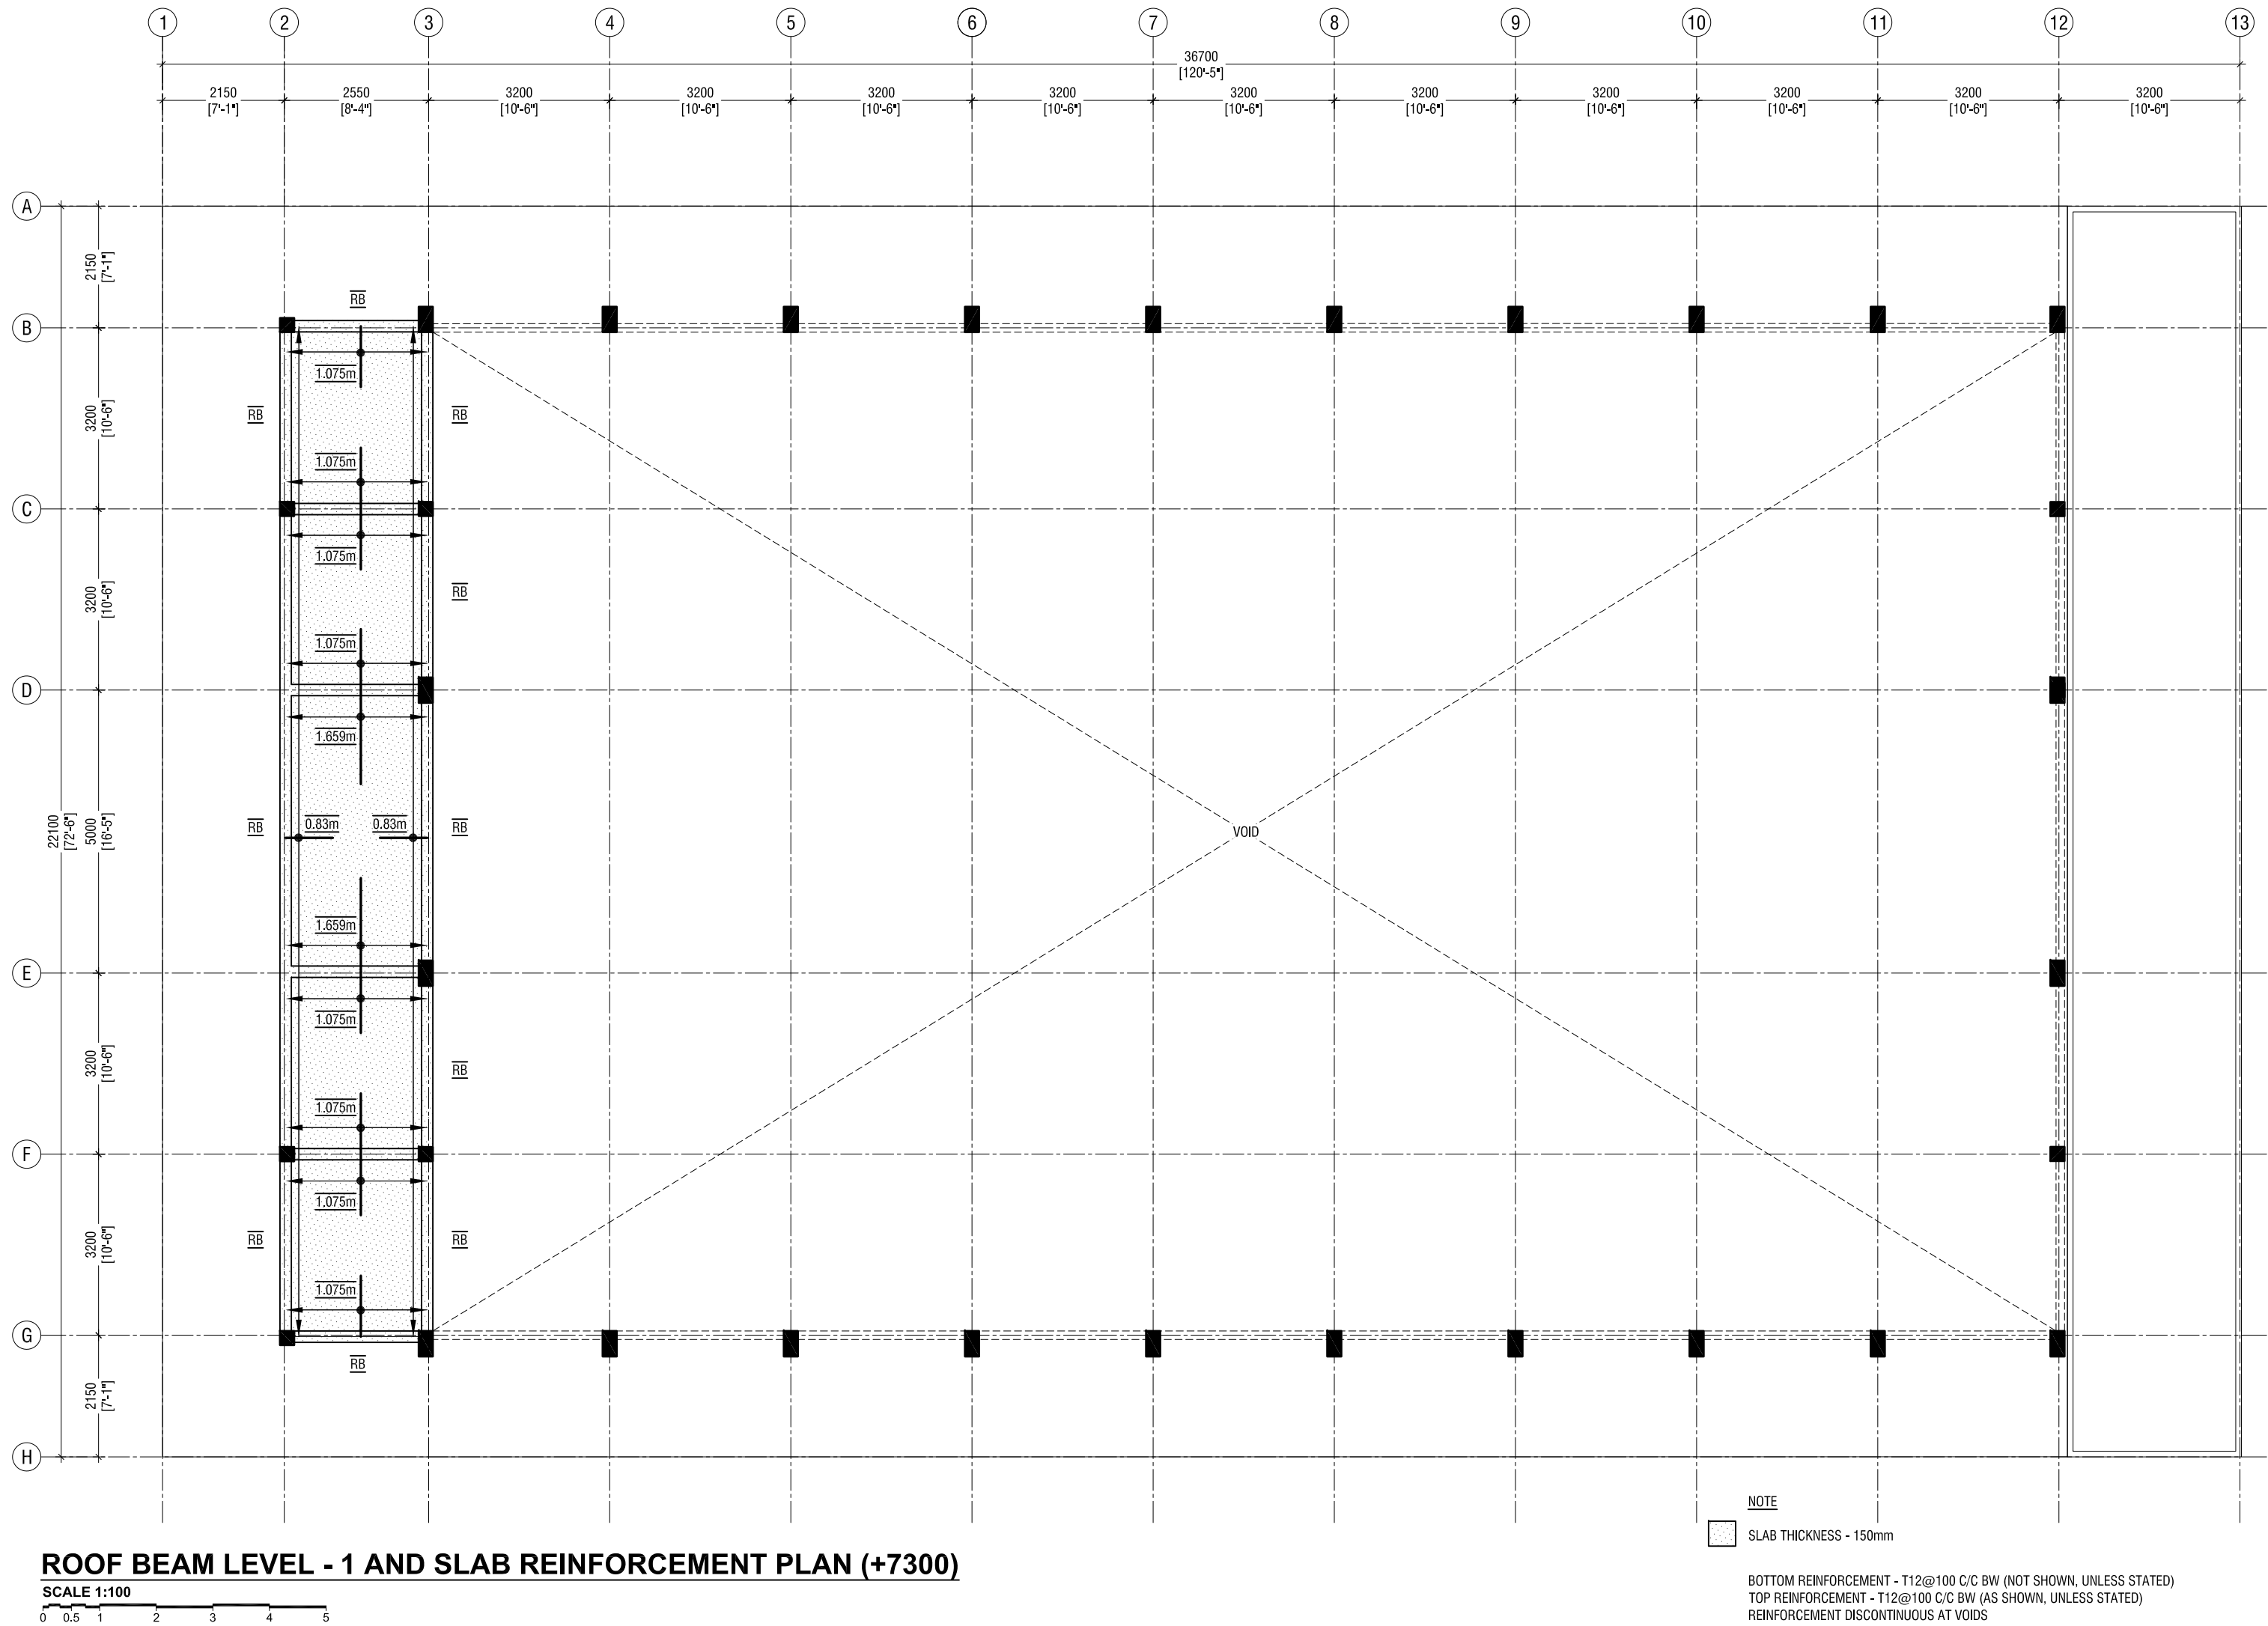 1 2 3 4 5 6 7 8 9 10 11 12 13
36700
[120'-5"]
2150 2550 3200 3200 3200 3200 3200 3200 3200 3200 3200 3200
[7'-1"] [8'-4"] [10'-6"] [10'-6"] [10'-6"] [10'-6"] [10'-6"] [10'-6"] [10'-6"] [10'-6"] [10'-6"] [10'-6"]
A
2150
[7'-1"]
RB
B
1.075m
3200
[10'-6"]
RB RB
1.075m
C
1.075m
3200
[10'-6"]
RB
1.075m
D
1.659m
22100
[72'-6"]
5000
[16'-5"]
RB 0.83m 0.83m RB
VOID
1.659m
E
1.075m
3200
[10'-6"]
RB
1.075m
F
1.075m
3200
[10'-6"]
RB RB
1.075m
G
RB
2150
[7'-1"]
H
NOTE
SLAB THICKNESS - 150mm
ROOF BEAM LEVEL - 1 AND SLAB REINFORCEMENT PLAN (+7300)
SCALE 1:100
0 0.5 1 2 3 4 5
BOTTOM REINFORCEMENT - T12@100 C/C BW (NOT SHOWN, UNLESS STATED)
TOP REINFORCEMENT - T12@100 C/C BW (AS SHOWN, UNLESS STATED)
REINFORCEMENT DISCONTINUOUS AT VOIDS